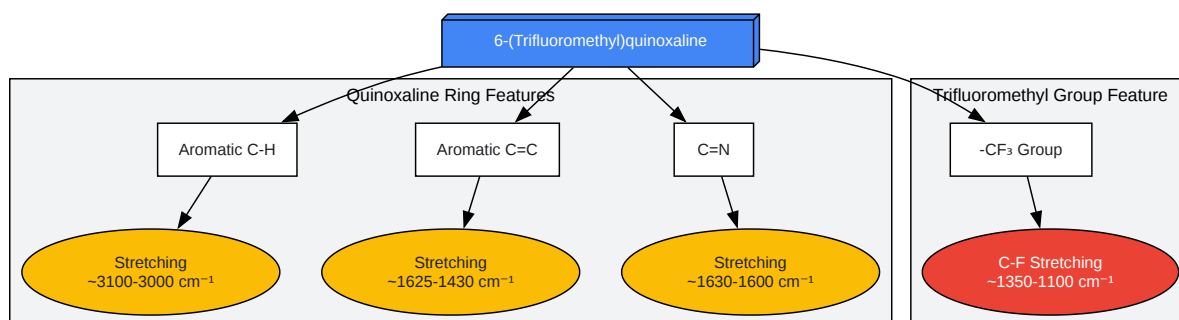 6-(Trifluoromethyl)quinoxaline
Quinoxaline Ring Features
Trifluoromethyl Group Feature
Aromatic C-H
Aromatic C=C
C=N
-CF₃ Group
Stretching
~3100-3000 cm⁻¹
Stretching
~1625-1430 cm⁻¹
Stretching
~1630-1600 cm⁻¹
C-F Stretching
~1350-1100 cm⁻¹